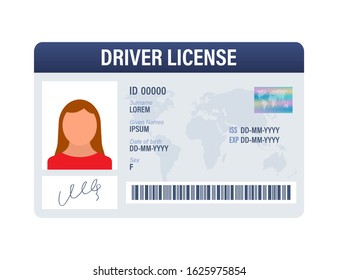 DRIVER LICENSE
ID 00000
Surname
LOREM
Given Names
IPSUM
Date of birth
DD-MM-YYYY
Sex
F
ISS DD-MM-YYYY
EXP DD-MM-YYYY
shutterstock.com · 1625975854